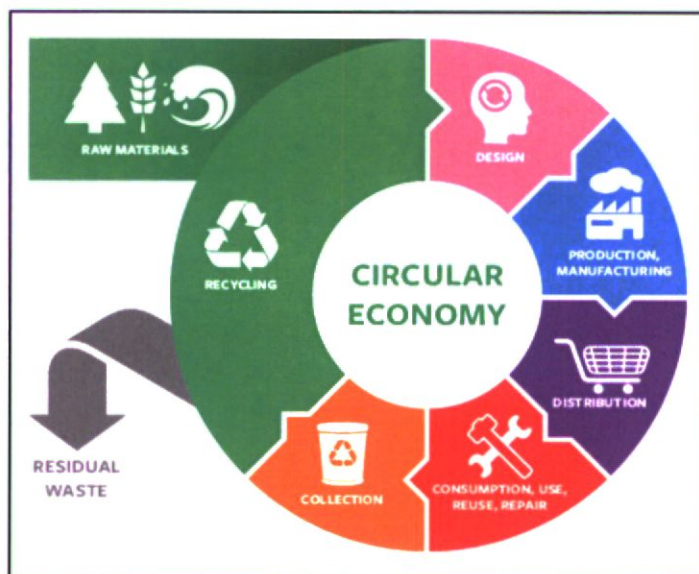 RAW MATERIALS
DESIGN
PRODUCTION,
MANUFACTURING
RECYCLING
CIRCULAR
ECONOMY
DISTRIBUTION
CONSUMPTION, USE,
REUSE, REPAIR
COLLECTION
RESIDUAL
WASTE